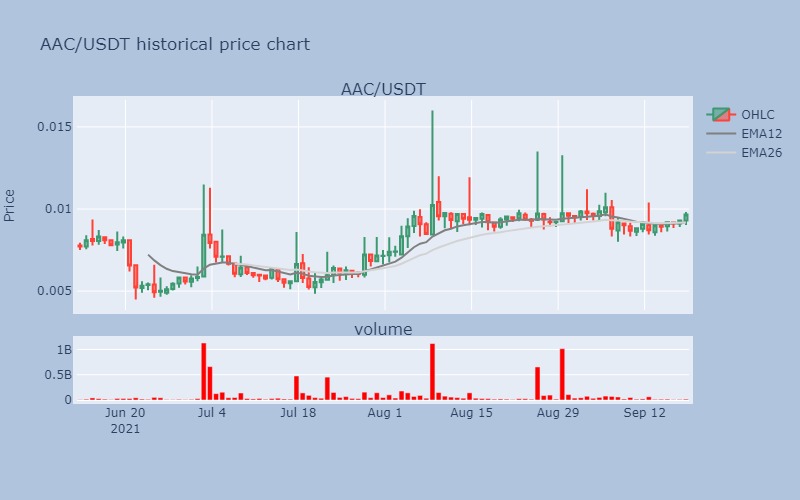 AAC/USDT historical price chart
AAC/USDT
OHLC
EMA12
EMA26
Price
0.015
0.01
0.005
volume
1B
0.5B
0
Jun 20 Jul 4 Jul 18 Aug 1 Aug 15 Aug 29 Sep 12
2021